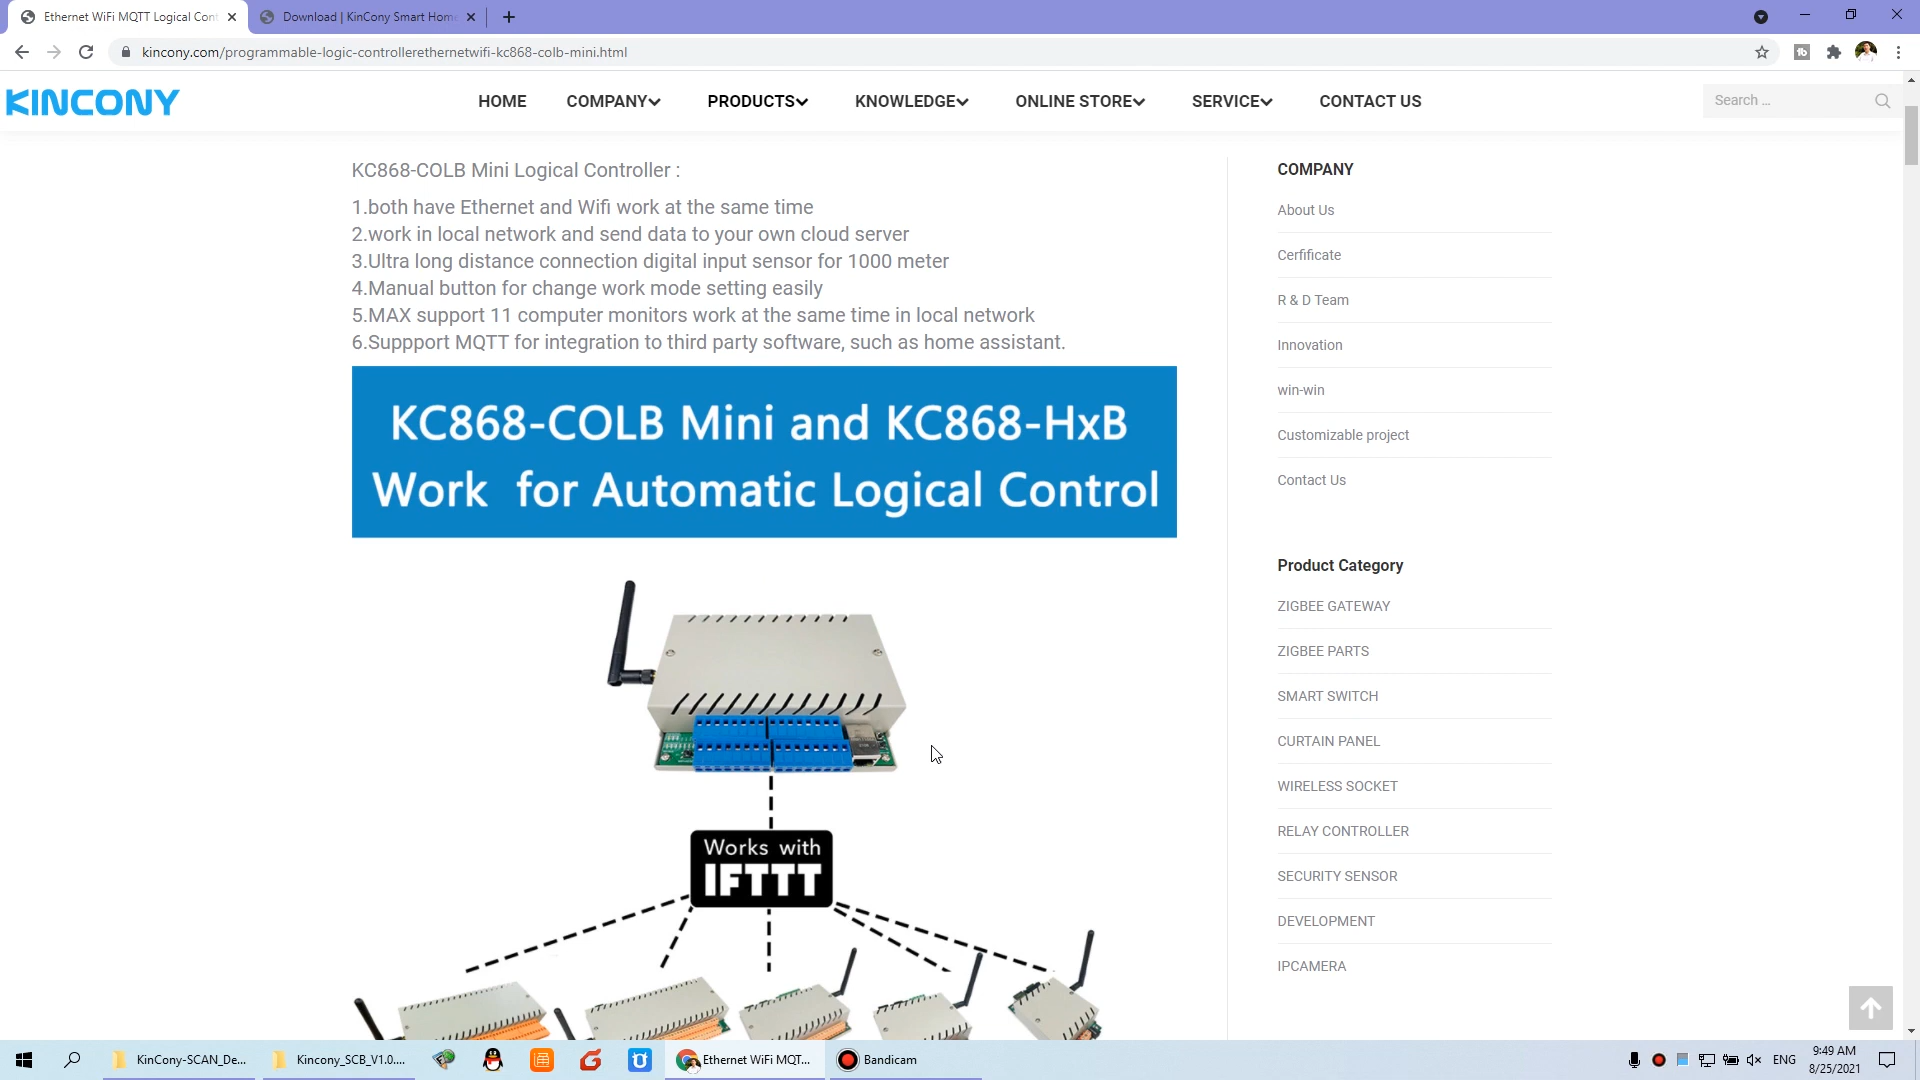 Ethernet WiFi MQTT Logical Cont
Download | KinCony Smart Home
kincony.com/programmable-logic-controllerethernetwifi-kc868-colb-mini.html
KINCONY
HOME
COMPANY
PRODUCTS
KNOWLEDGE
ONLINE STORE
SERVICE
CONTACT US
Search ...
KC868-COLB Mini Logical Controller :
1.both have Ethernet and Wifi work at the same time
2.work in local network and send data to your own cloud server
3.Ultra long distance connection digital input sensor for 1000 meter
4.Manual button for change work mode setting easily
5.MAX support 11 computer monitors work at the same time in local network
6.Suppport MQTT for integration to third party software, such as home assistant.
KC868-COLB Mini and KC868-HxB
Work for Automatic Logical Control
Works with
IFTTT
COMPANY
About Us
Cerfificate
R & D Team
Innovation
win-win
Customizable project
Contact Us
Product Category
ZIGBEE GATEWAY
ZIGBEE PARTS
SMART SWITCH
CURTAIN PANEL
WIRELESS SOCKET
RELAY CONTROLLER
SECURITY SENSOR
DEVELOPMENT
IPCAMERA
KinCony-SCAN_De...
Kincony_SCB_V1.0....
Ethernet WiFi MQT...
Bandicam
ENG
9:49 AM
8/25/2021